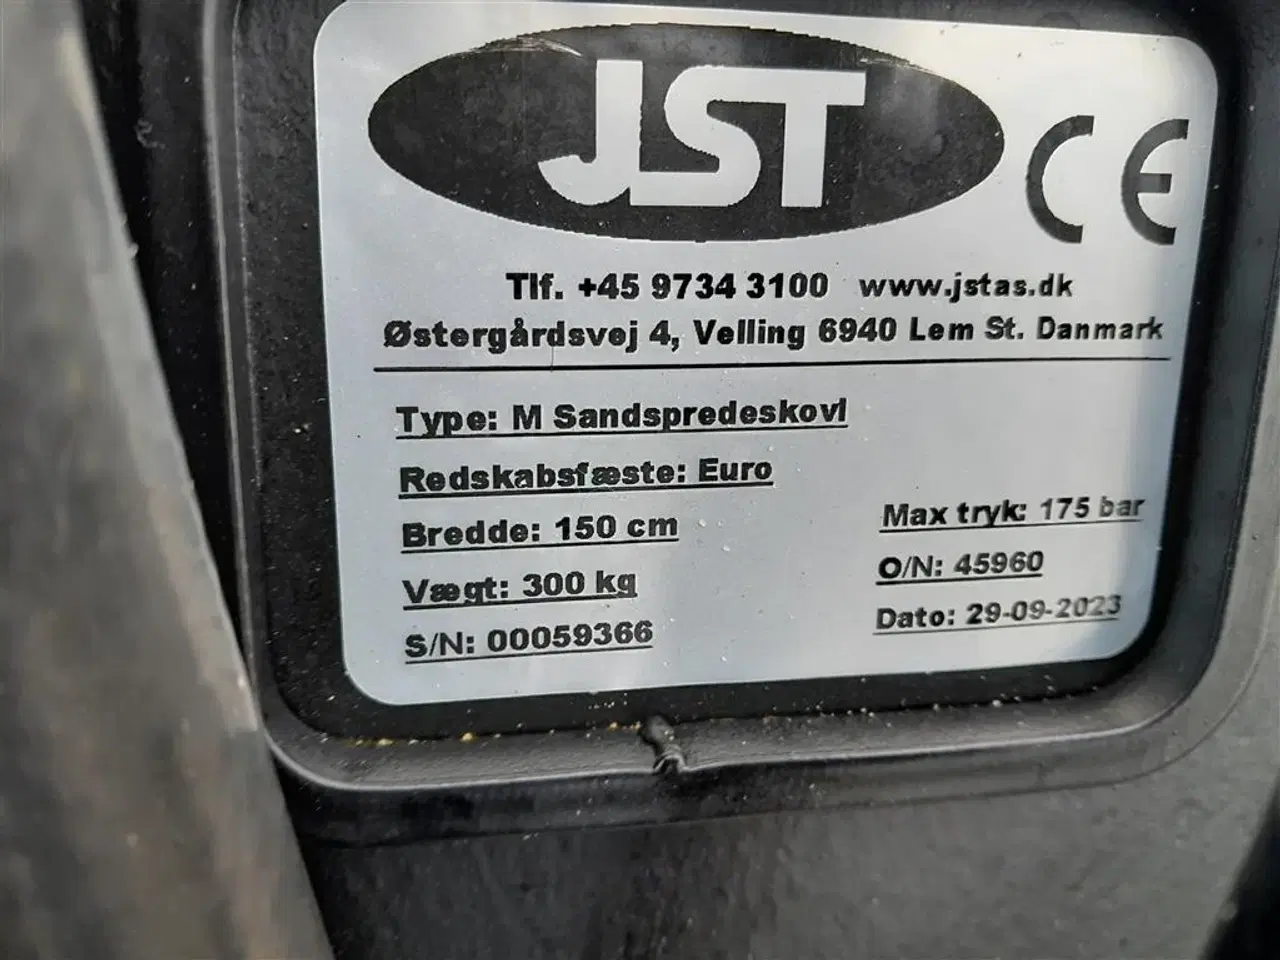 JST
CE
Tlf. +45 9734 3100 www.jstas.dk
Østergårdsvej 4, Velling 6940 Lem St. Danmark
Type: M Sandspredeskovl
Redskabsfæste: Euro
Bredde: 150 cm
Max tryk: 175 bar
Vægt: 300 kg
O/N: 45960
S/N: 00059366
Dato: 29-09-2023